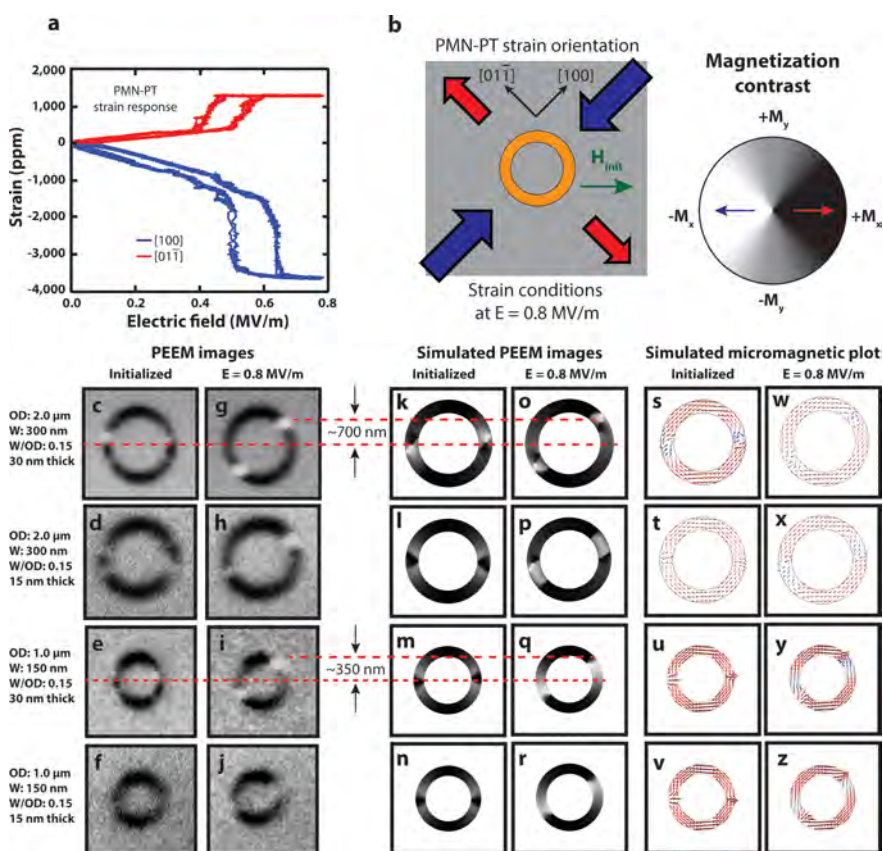 a
PMN-PT
strain response
2,000
1,000
0
-1,000
-2,000
-3,000
-4,000
Strain (ppm)
[100]
[011̅]
0.0
0.2
0.4
0.6
0.8
Electric field (MV/m)
b
PMN-PT strain orientation
[011̅]
[100]
H_init
Strain conditions
at E = 0.8 MV/m
Magnetization
contrast
+M_y
-M_x
+M_x
-M_y
PEEM images
Initialized
E = 0.8 MV/m
Simulated PEEM images
Initialized
E = 0.8 MV/m
Simulated micromagnetic plot
Initialized
E = 0.8 MV/m
OD: 2.0 µm
W: 300 nm
W/OD: 0.15
30 nm thick
c
g
~700 nm
k
o
s
w
OD: 2.0 µm
W: 300 nm
W/OD: 0.15
15 nm thick
d
h
l
p
t
x
OD: 1.0 µm
W: 150 nm
W/OD: 0.15
30 nm thick
e
i
~350 nm
m
q
u
y
OD: 1.0 µm
W: 150 nm
W/OD: 0.15
15 nm thick
f
j
n
r
v
z